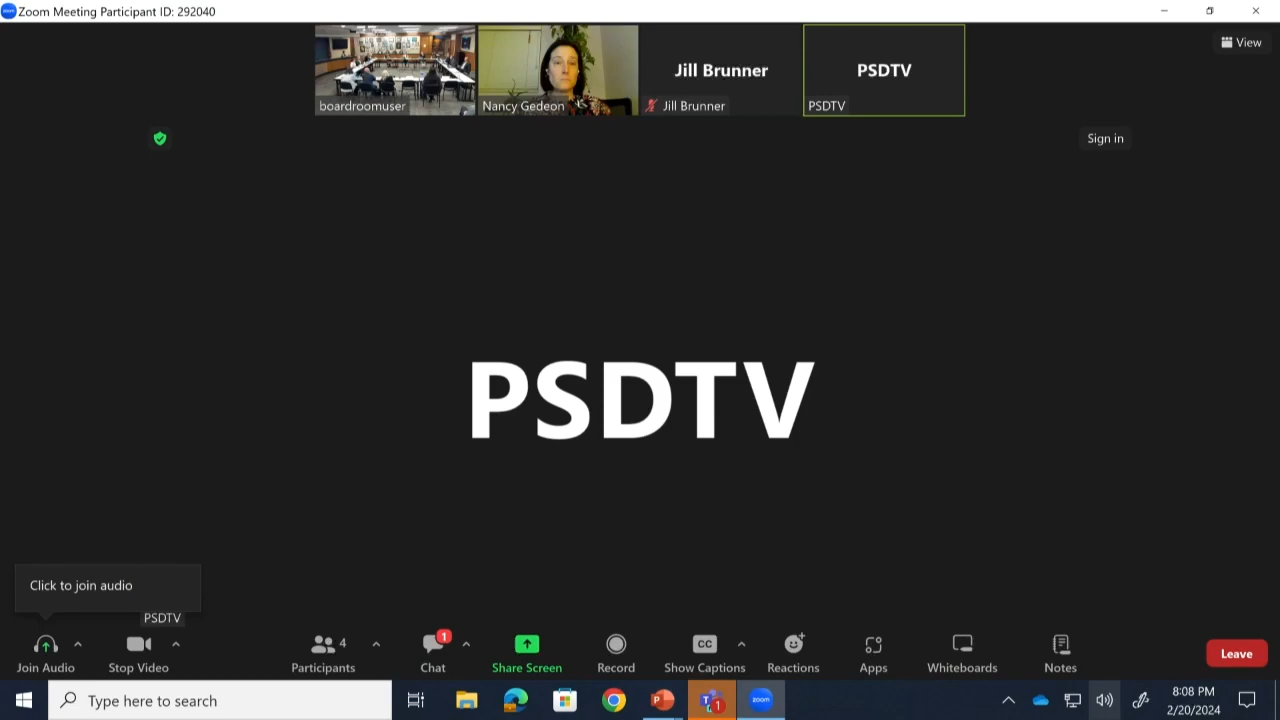 Zoom Meeting Participant ID: 292040
View
Jill Brunner
PSDTV
boardroomuser
Nancy Gedeon
Jill Brunner
PSDTV
Sign in
PSDTV
Click to join audio
PSDTV
4
1
CC
Join Audio
Stop Video
Participants
Chat
Share Screen
Record
Show Captions
Reactions
Apps
Whiteboards
Notes
Leave
Type here to search
T
1
zoom
8:08 PM
2/20/2024